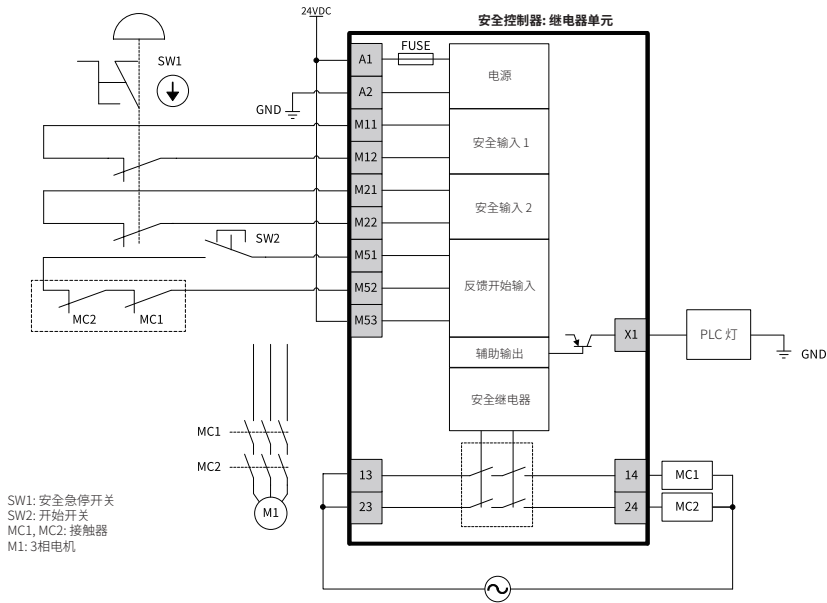 24VDC
安全控制器: 继电器单元
SW1
FUSE
A1
电源
A2
GND
M11
安全输入 1
M12
M21
安全输入 2
M22
SW2
M51
反馈开始输入
M52
MC2
MC1
M53
X1
PLC 灯
GND
辅助输出
安全继电器
MC1
MC2
13
14
MC1
23
24
MC2
M1
SW1: 安全急停开关
SW2: 开始开关
MC1, MC2: 接触器
M1: 3相电机